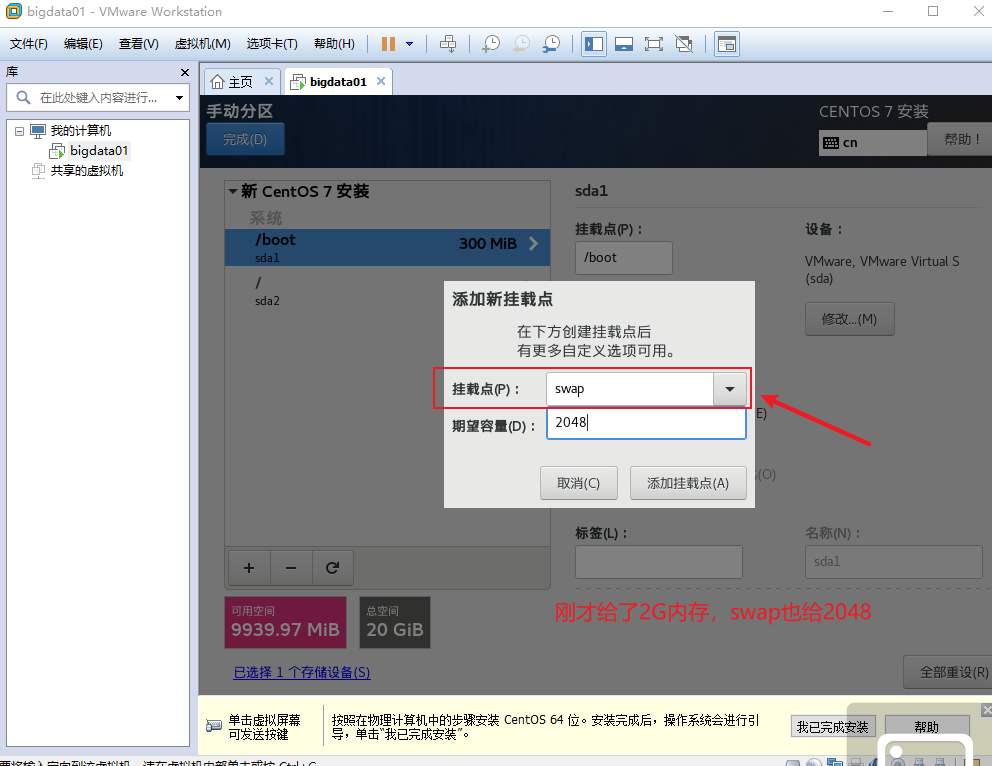 bigdata01 - VMware Workstation
文件(F) 编辑(E) 查看(V) 虚拟机(M) 选项卡(T) 帮助(H)
库
在此处键入内容进行...
我的计算机
bigdata01
共享的虚拟机
主页 bigdata01
手动分区
完成(D)
CENTOS 7 安装
cn
帮助！
新 CentOS 7 安装
系统
/boot 300 MiB
sda1
/
sda2
sda1
挂载点(P)：
/boot
设备：
VMware, VMware Virtual S
(sda)
修改...(M)
添加新挂载点
在下方创建挂载点后
有更多自定义选项可用。
挂载点(P)： swap
期望容量(D)： 2048
取消(C) 添加挂载点(A)
E)
(O)
标签(L)： 名称(N)：
sda1
+ −
可用空间
9939.97 MiB
总空间
20 GiB
刚才给了2G内存，swap也给2048
已选择 1 个存储设备(S)
全部重设(R)
单击虚拟屏幕
可发送按键
按照在物理计算机中的步骤安装 CentOS 64 位。安装完成后，操作系统会进行引
导，单击“我已完成安装”。
我已完成安装 帮助
要将输入定向到该虚拟机，请在虚拟机内部单击或按 Ctrl+G。